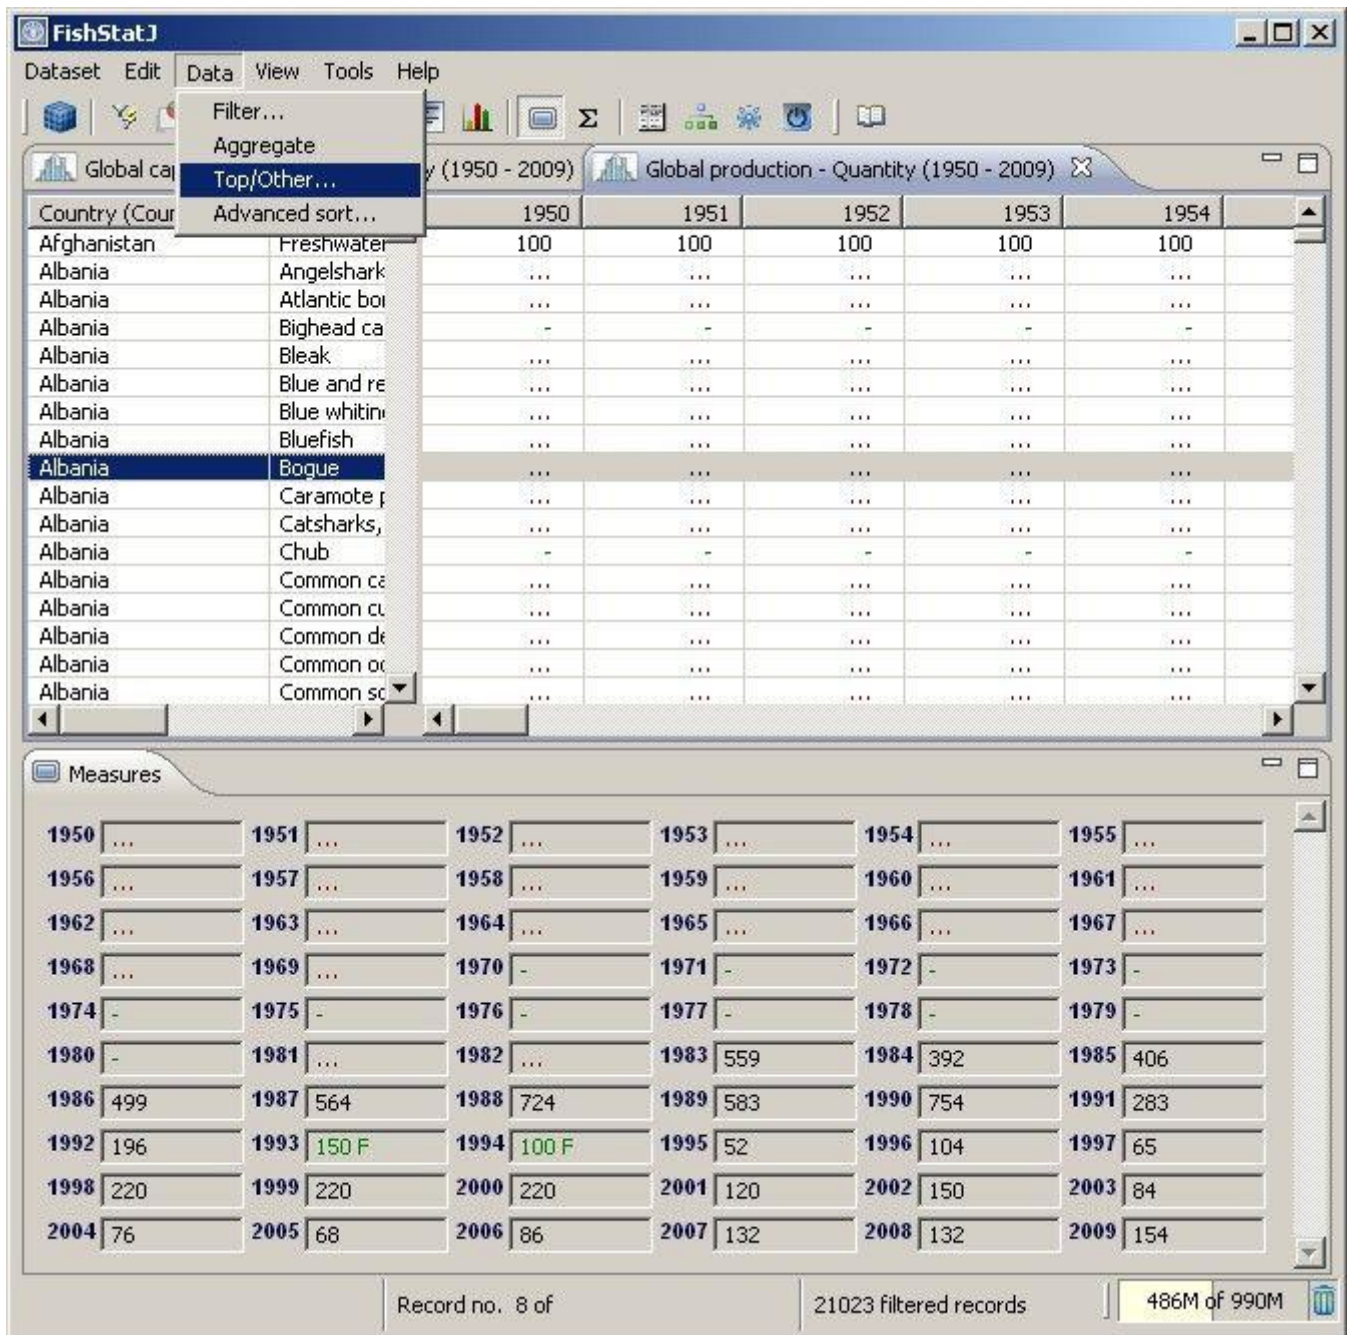 FishStatJ
Dataset Edit Data View Tools Help
Filter...
Aggregate
Top/Other...
Advanced sort...
Σ
Global ca (1950 - 2009) Global production - Quantity (1950 - 2009)
Country (Cour 1950 1951 1952 1953 1954
Afghanistan Freshwater 100 100 100 100 100
Albania Angelshark ... ... ... ... ...
Albania Atlantic bo ... ... ... ... ...
Albania Bighead ca - - - - -
Albania Bleak ... ... ... ... ...
Albania Blue and re ... ... ... ... ...
Albania Blue whitin ... ... ... ... ...
Albania Bluefish ... ... ... ... ...
Albania Bogue ... ... ... ... ...
Albania Caramote p ... ... ... ... ...
Albania Catsharks, ... ... ... ... ...
Albania Chub - - - - -
Albania Common ca ... ... ... ... ...
Albania Common cu ... ... ... ... ...
Albania Common de ... ... ... ... ...
Albania Common oc ... ... ... ... ...
Albania Common so ... ... ... ... ...
Measures
1950 ... 1951 ... 1952 ... 1953 ... 1954 ... 1955 ...
1956 ... 1957 ... 1958 ... 1959 ... 1960 ... 1961 ...
1962 ... 1963 ... 1964 ... 1965 ... 1966 ... 1967 ...
1968 ... 1969 ... 1970 - 1971 - 1972 - 1973 -
1974 - 1975 - 1976 - 1977 - 1978 - 1979 -
1980 - 1981 ... 1982 ... 1983 559 1984 392 1985 406
1986 499 1987 564 1988 724 1989 583 1990 754 1991 283
1992 196 1993 150 F 1994 100 F 1995 52 1996 104 1997 65
1998 220 1999 220 2000 220 2001 120 2002 150 2003 84
2004 76 2005 68 2006 86 2007 132 2008 132 2009 154
Record no. 8 of 21023 filtered records 486M of 990M